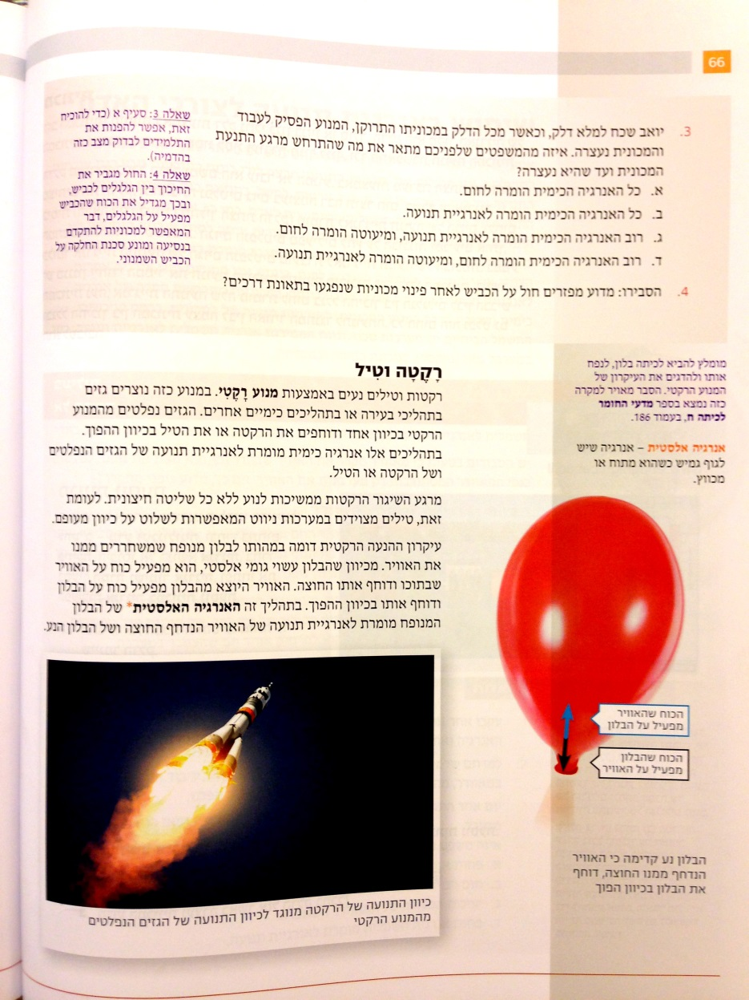 66
3. יואב שכח למלא דלק, וכאשר מכל הדלק במכוניתו התרוקן, המנוע הפסיק לעבוד
והמכונית נעצרה. איזה מהמשפטים שלפניכם מתאר את מה שהתרחש מרגע התנעת
המכונית ועד שהיא נעצרה?
א. כל האנרגיה הכימית הומרה לחום.
ב. כל האנרגיה הכימית הומרה לאנרגיית תנועה.
ג. רוב האנרגיה הכימית הומרה לאנרגיית תנועה, ומיעוטה הומרה לחום.
ד. רוב האנרגיה הכימית הומרה לחום, ומיעוטה הומרה לאנרגיית תנועה.
4. הסבירו: מדוע מפזרים חול על הכביש לאחר פינוי מכוניות שנפגעו בתאונת דרכים?
שאלה 3: סעיף א (כדי להוכיח
זאת, אפשר להפנות את
התלמידים לבדוק מצב כזה
בהדמיה).
שאלה 4: החול מגביר את
החיכוך בין הגלגלים לכביש,
ובכך מגדיל את הכוח שהכביש
מפעיל על הגלגלים, דבר
המאפשר למכוניות להתקדם
בנסיעה ומונע סכנת החלקה על
הכביש השמנוני.
רָקֶטָה וטִיל
רקטות וטילים נעים באמצעות מנוע רָקֶטִי. במנוע כזה נוצרים גזים
בתהליכי בעירה או בתהליכים כימיים אחרים. הגזים נפלטים מהמנוע
הרקטי בכיוון אחד ודוחפים את הרקטה או את הטיל בכיוון ההפוך.
בתהליכים אלו אנרגיה כימית מומרת לאנרגיית תנועה של הגזים הנפלטים
ושל הרקטה או הטיל.
מרגע השיגור הרקטות ממשיכות לנוע ללא כל שליטה חיצונית. לעומת
זאת, טילים מצוידים במערכות ניווט המאפשרות לשלוט על כיוון מעופם.
עיקרון ההנעה הרקטית דומה במהותו לבלון מנופח שמשחררים ממנו
את האוויר. מכיוון שהבלון עשוי גומי אלסטי, הוא מפעיל כוח על האוויר
שבתוכו ודוחף אותו החוצה. האוויר היוצא מהבלון מפעיל כוח על הבלון
ודוחף אותו בכיוון ההפוך. בתהליך זה האנרגיה האלסטית* של הבלון
המנופח מומרת לאנרגיית תנועה של האוויר הנדחף החוצה ושל הבלון הנע.
כיוון התנועה של הרקטה מנוגד לכיוון התנועה של הגזים הנפלטים
מהמנוע הרקטי
מומלץ להביא לכיתה בלון, לנפח
אותו ולהדגים את העיקרון של
המנוע הרקטי. הסבר מאויר למקרה
כזה נמצא בספר מדעי החומר
לכיתה ח, בעמוד 186.
אנרגיה אלסטית – אנרגיה שיש
לגוף גמיש כשהוא מתוח או
מכווץ.
הכוח שהאוויר
מפעיל על הבלון
הכוח שהבלון
מפעיל על האוויר
הבלון נע קדימה כי האוויר
הנדחף ממנו החוצה, דוחף
את הבלון בכיוון הפוך